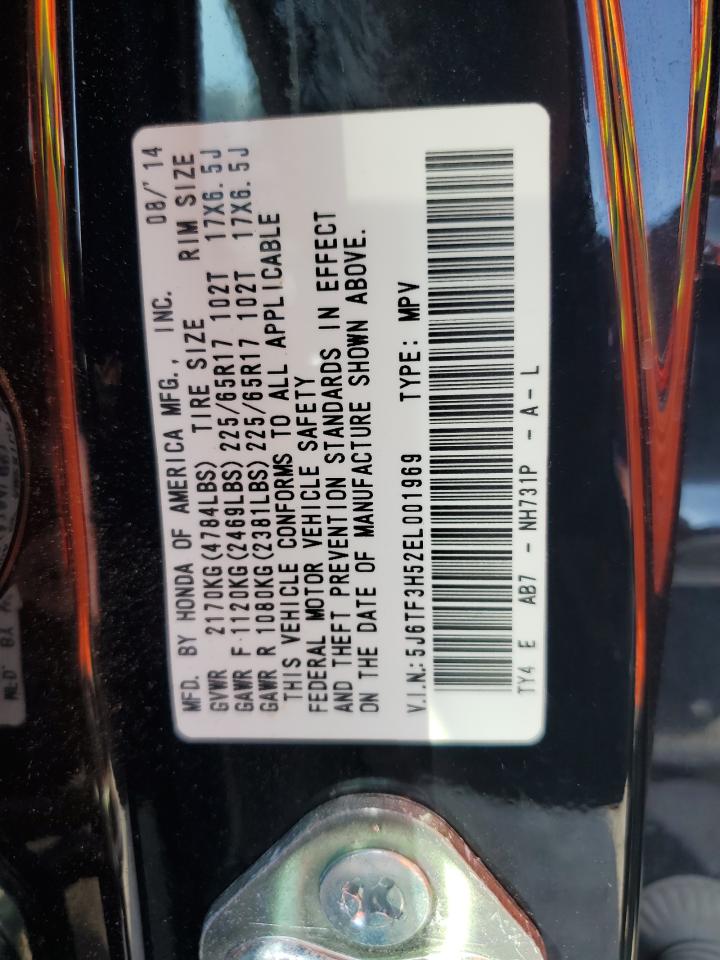 MFD. BY HONDA OF AMERICA MFG., INC. 08/'14
GVWR 2170KG(4784LBS) TIRE SIZE RIM SIZE
GAWR F 1120KG(2469LBS) 225/65R17 102T 17X6.5J
GAWR R 1080KG(2381LBS) 225/65R17 102T 17X6.5J
THIS VEHICLE CONFORMS TO ALL APPLICABLE
FEDERAL MOTOR VEHICLE SAFETY
AND THEFT PREVENTION STANDARDS IN EFFECT
ON THE DATE OF MANUFACTURE SHOWN ABOVE.
V.I.N.: 5J6TF3H52EL001969 TYPE: MPV
TY4 E AB7 - NH731P - A - L